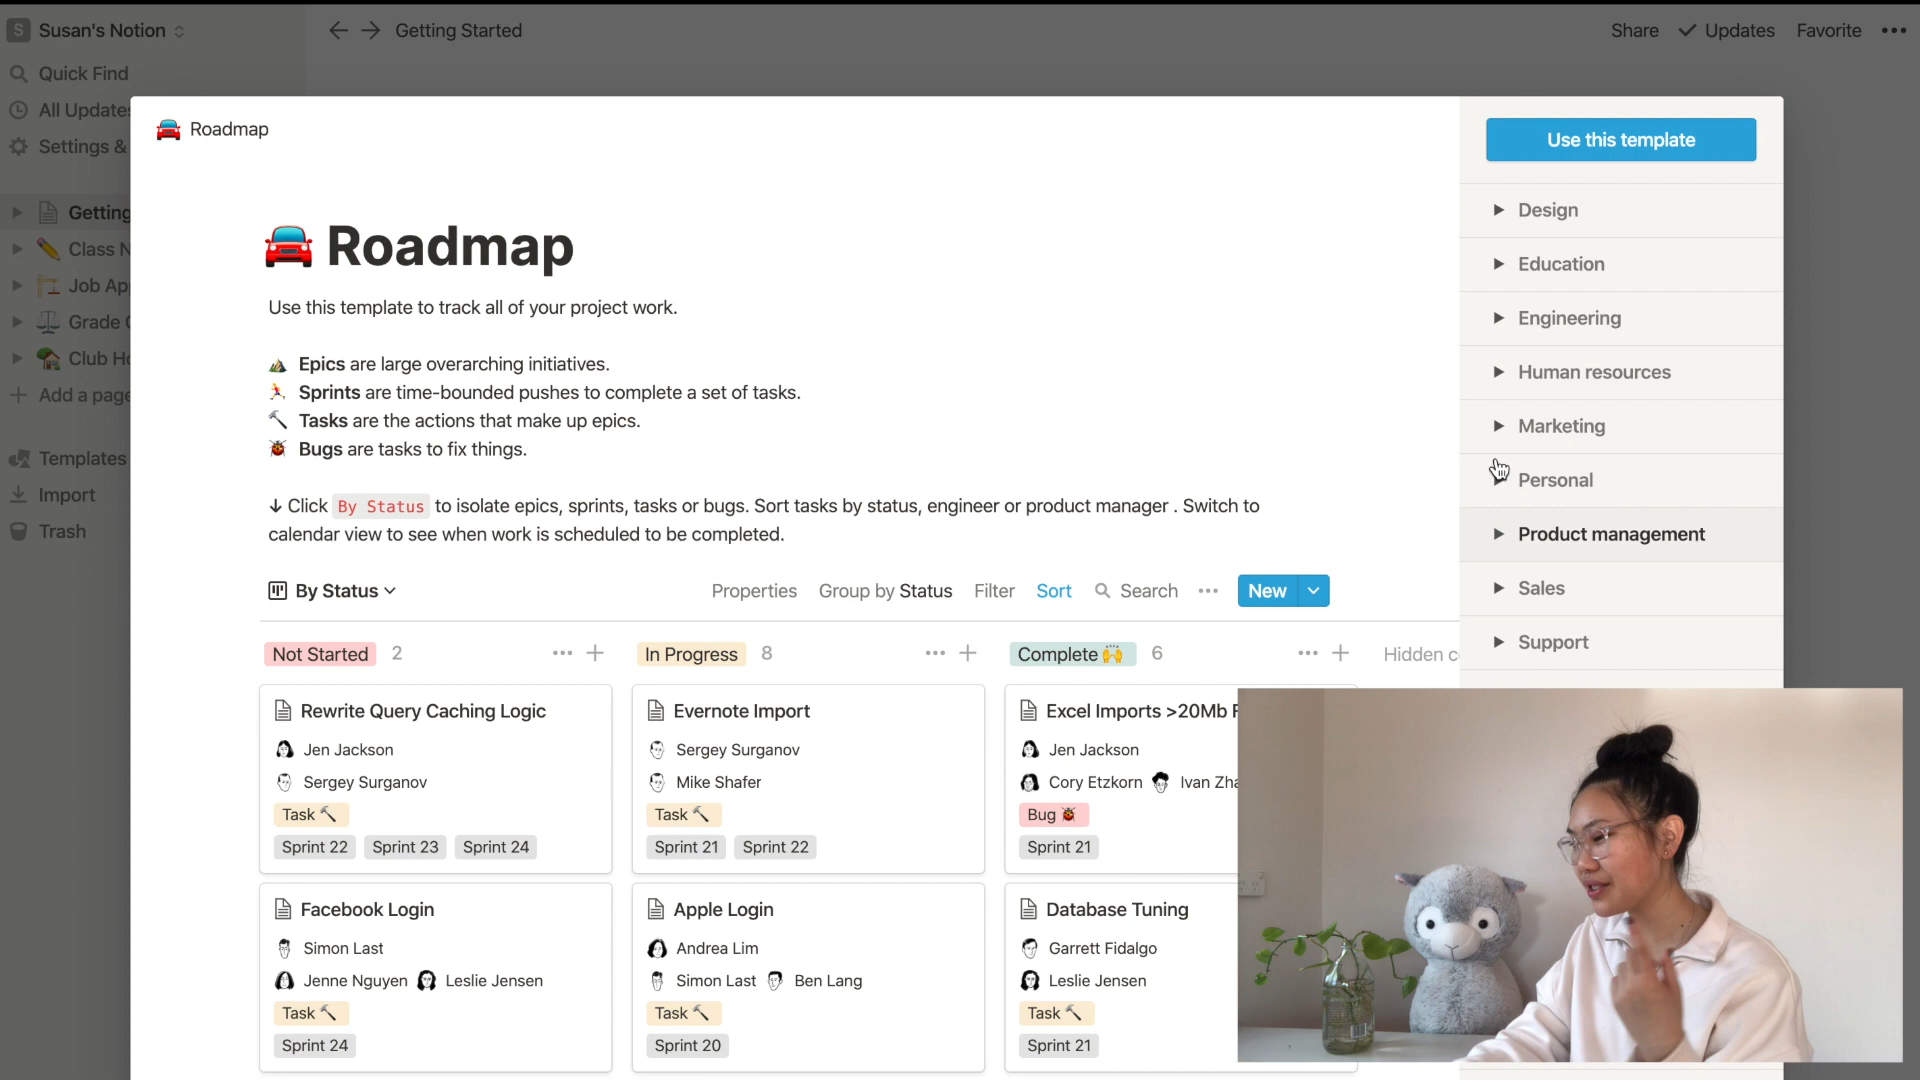 S Susan's Notion
Getting Started
Share
Updates
Favorite
Quick Find
All Updates
Settings &
Getting
Class N
Job Ap
Grade
Club Ho
Add a page
Templates
Import
Trash
Roadmap
Roadmap
Use this template to track all of your project work.
Epics are large overarching initiatives.
Sprints are time-bounded pushes to complete a set of tasks.
Tasks are the actions that make up epics.
Bugs are tasks to fix things.
↓ Click By Status to isolate epics, sprints, tasks or bugs. Sort tasks by status, engineer or product manager . Switch to
calendar view to see when work is scheduled to be completed.
By Status
Properties
Group by Status
Filter
Sort
Search
New
Not Started 2
In Progress 8
Complete 🙌 6
Hidden c
Rewrite Query Caching Logic
Jen Jackson
Sergey Surganov
Task 🔨
Sprint 22 Sprint 23 Sprint 24
Facebook Login
Simon Last
Jenne Nguyen Leslie Jensen
Task 🔨
Sprint 24
Evernote Import
Sergey Surganov
Mike Shafer
Task 🔨
Sprint 21 Sprint 22
Apple Login
Andrea Lim
Simon Last Ben Lang
Task 🔨
Sprint 20
Excel Imports >20Mb F
Jen Jackson
Cory Etzkorn Ivan Zha
Bug 🐞
Sprint 21
Database Tuning
Garrett Fidalgo
Leslie Jensen
Task 🔨
Sprint 21
Use this template
Design
Education
Engineering
Human resources
Marketing
Personal
Product management
Sales
Support